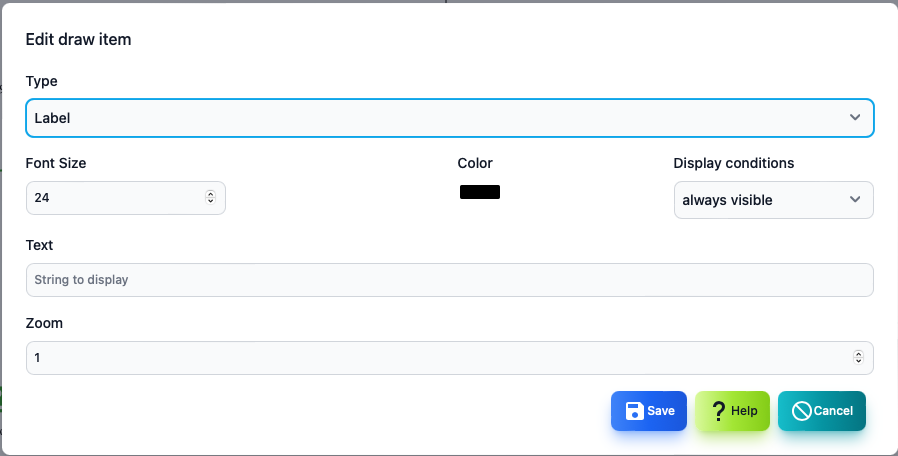 Edit draw item
Type
Label
Font Size
Color
Display conditions
24
always visible
Text
String to display
Zoom
1
Save
? Help
Cancel